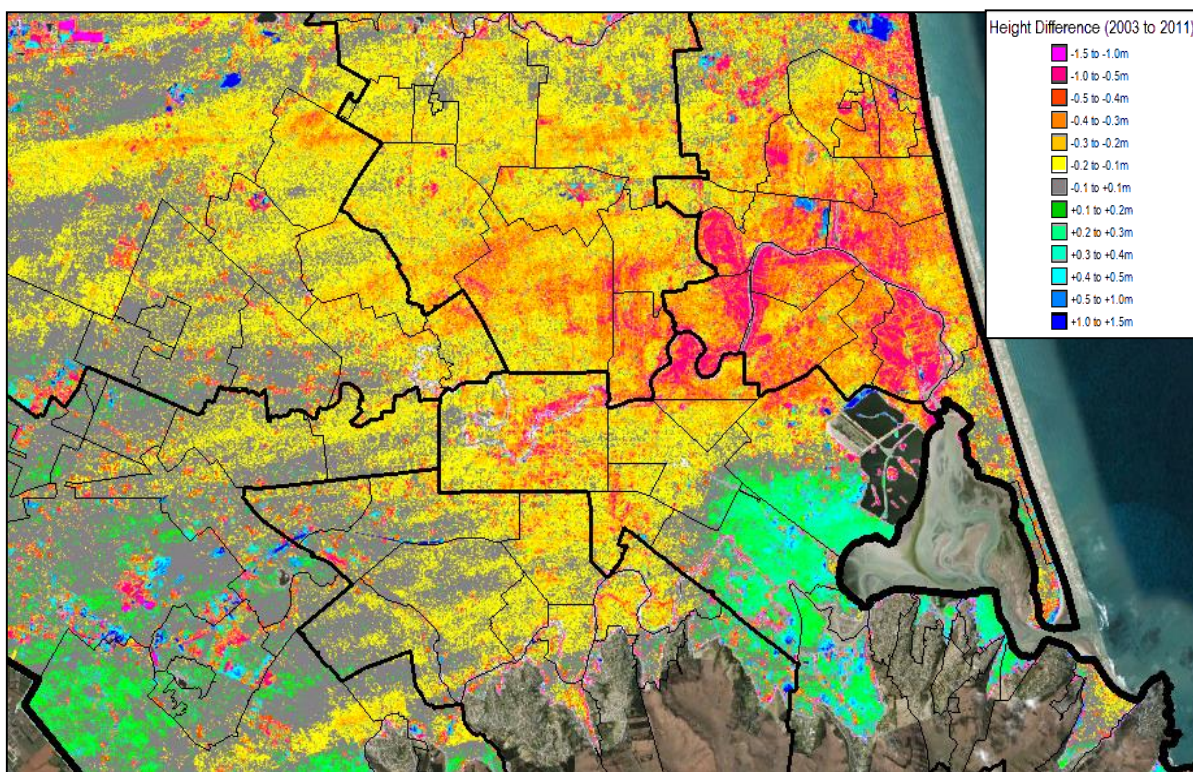 Height Difference (2003 to 2011)
-1.5 to -1.0m
-1.0 to -0.5m
-0.5 to -0.4m
-0.4 to -0.3m
-0.3 to -0.2m
-0.2 to -0.1m
-0.1 to +0.1m
+0.1 to +0.2m
+0.2 to +0.3m
+0.3 to +0.4m
+0.4 to +0.5m
+0.5 to +1.0m
+1.0 to +1.5m